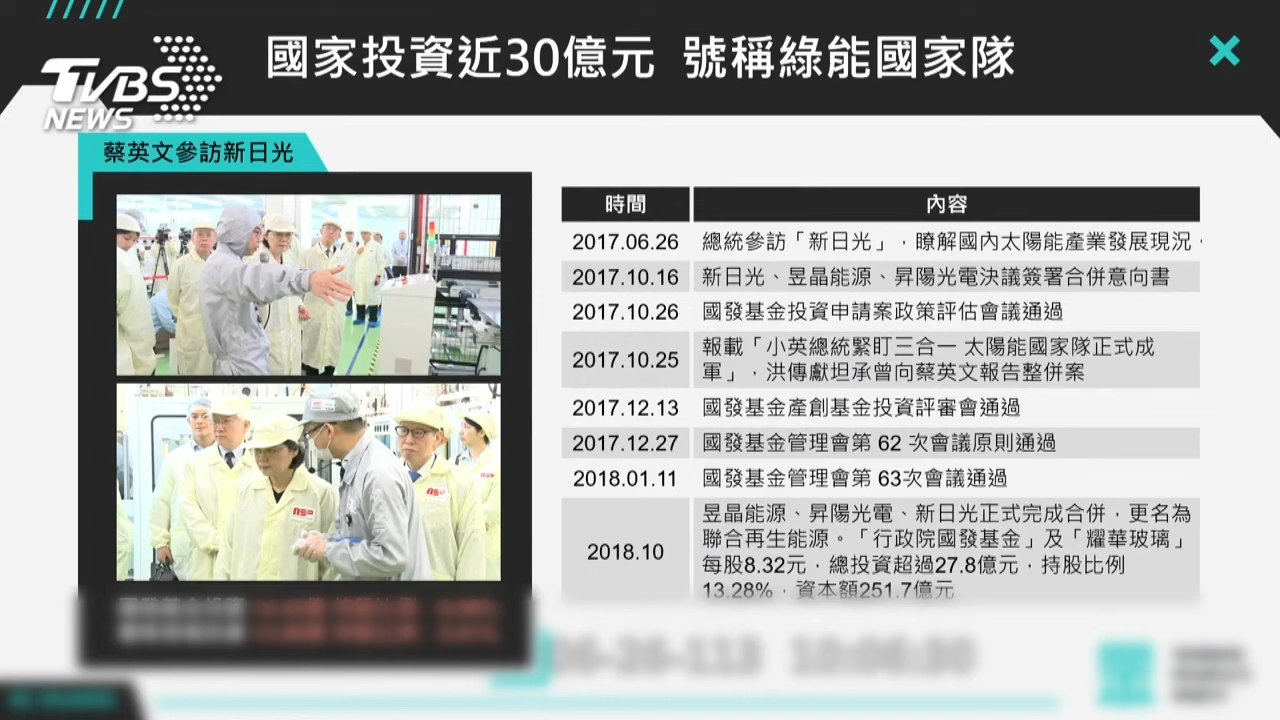 國家投資近30億元 號稱綠能國家隊
TVBS
NEWS
蔡英文參訪新日光
時間 內容
2017.06.26 總統參訪「新日光」，瞭解國內太陽能產業發展現況。
2017.10.16 新日光、昱晶能源、昇陽光電決議簽署合併意向書
2017.10.26 國發基金投資申請案政策評估會議通過
2017.10.25 報載「小英總統緊盯三合一 太陽能國家隊正式成
軍」，洪傳獻坦承曾向蔡英文報告整併案
2017.12.13 國發基金產創基金投資評審會通過
2017.12.27 國發基金管理會第 62 次會議原則通過
2018.01.11 國發基金管理會第 63次會議通過
2018.10 昱晶能源、昇陽光電、新日光正式完成合併，更名為
聯合再生能源。「行政院國發基金」及「耀華玻璃」
每股8.32元，總投資超過27.8億元，持股比例
13.28%，資本額251.7億元
NSP
NSP
06-26-113 10:06:30